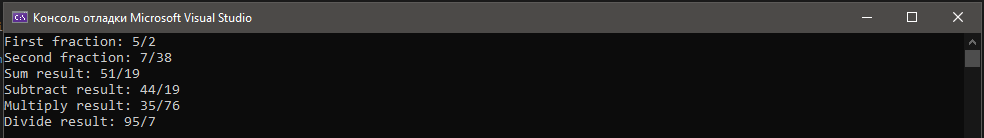 Консоль отладки Microsoft Visual Studio
First fraction: 5/2
Second fraction: 7/38
Sum result: 51/19
Subtract result: 44/19
Multiply result: 35/76
Divide result: 95/7